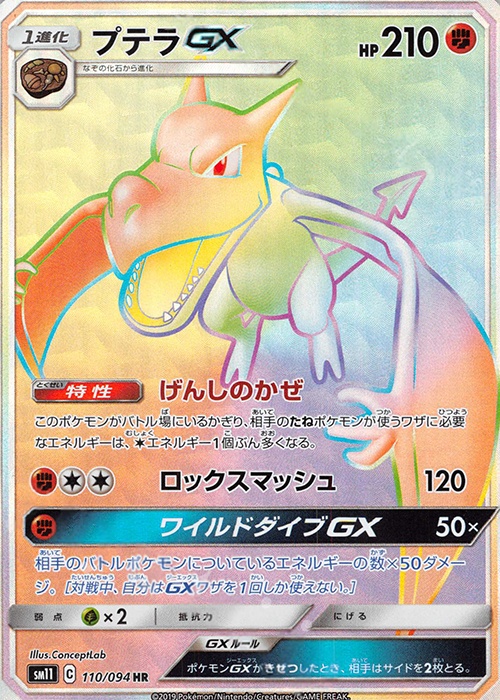 1進化 プテラGX HP210
なぞの化石から進化
とくせい
特性 げんしのかぜ
このポケモンがバトル場にいるかぎり、相手のたねポケモンが使うワザに必要
なエネルギーは、無色エネルギー1個ぶん多くなる。
ロックスマッシュ 120
ワイルドダイブGX 50×
相手のバトルポケモンについているエネルギーの数×50ダメー
ジ。[対戦中、自分はGXワザを1回しか使えない。]
弱点 ×2 抵抗力 にげる
Illus.ConceptLab
GXルール
sm11 C 110/094 HR
ポケモンGXがきぜつしたとき、相手はサイドを2枚とる。
©2019 Pokémon/Nintendo/Creatures/GAME FREAK.